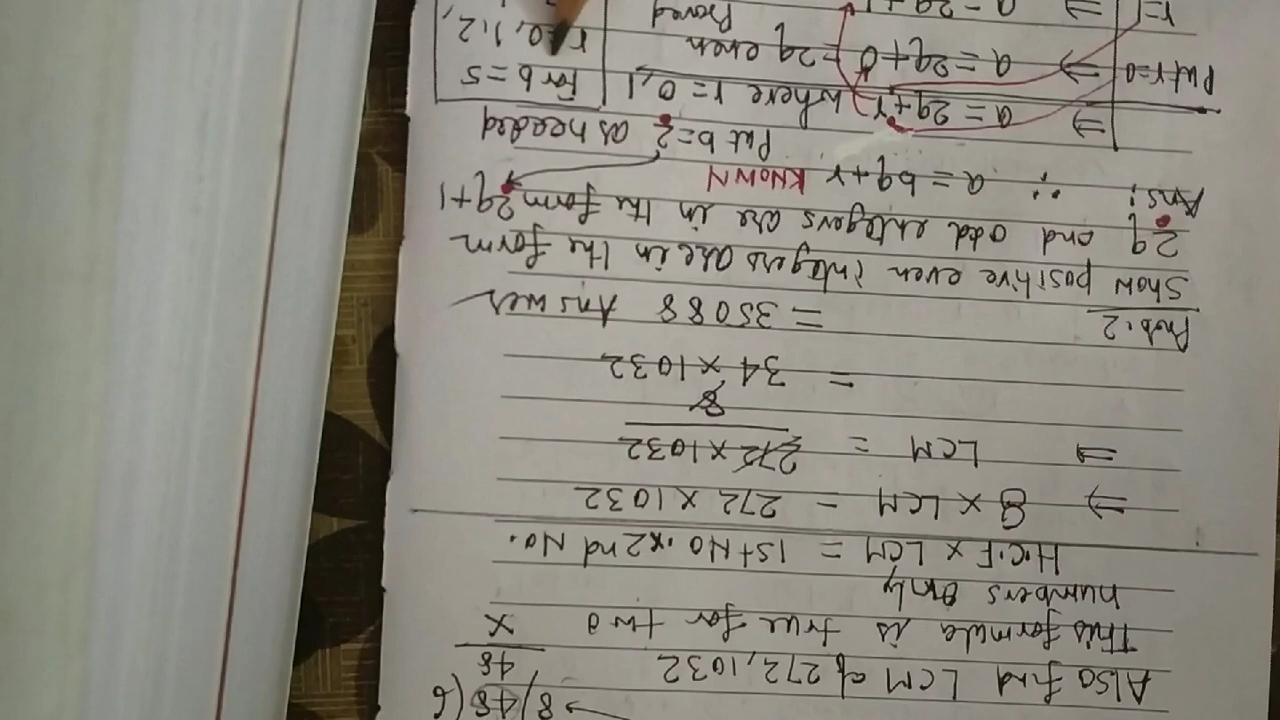 8) 48 (6
48
×
Also find LCM of 272, 1032
This formula is true for two
numbers only
H.C.F × LCM = 1st No. × 2nd No.
⇒ 8 × LCM = 272 × 1032
⇒ LCM = 272 × 1032
8
= 34 × 1032
= 35088 Answer
Prob. 2
Show positive even integers are in the form
2q and odd integers are in the form 2q+1
Ans: ∵ a = bq + r KNOWN
Put b = 2 as needed
⇒ a = 2q + r, where r = 0, 1
For b = 5
Put r=0 ⇒ a = 2q + 0 = 2q even
r = 0, 1, 2,
Proved
r=1 ⇒ a = 2q + 1